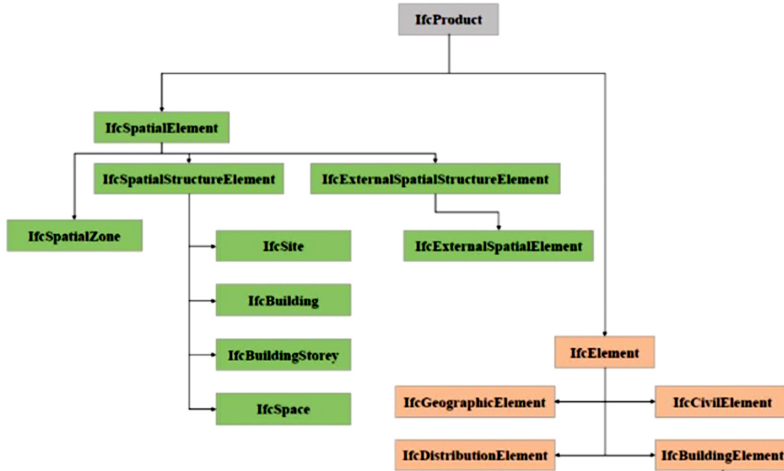 IfcProduct
IfcSpatialElement
IfcSpatialStructureElement
IfcExternalSpatialStructureElement
IfcSpatialZone
IfcSite
IfcExternalSpatialElement
IfcBuilding
IfcBuildingStorey
IfcElement
IfcSpace
IfcGeographicElement
IfcCivilElement
IfcDistributionElement
IfcBuildingElement